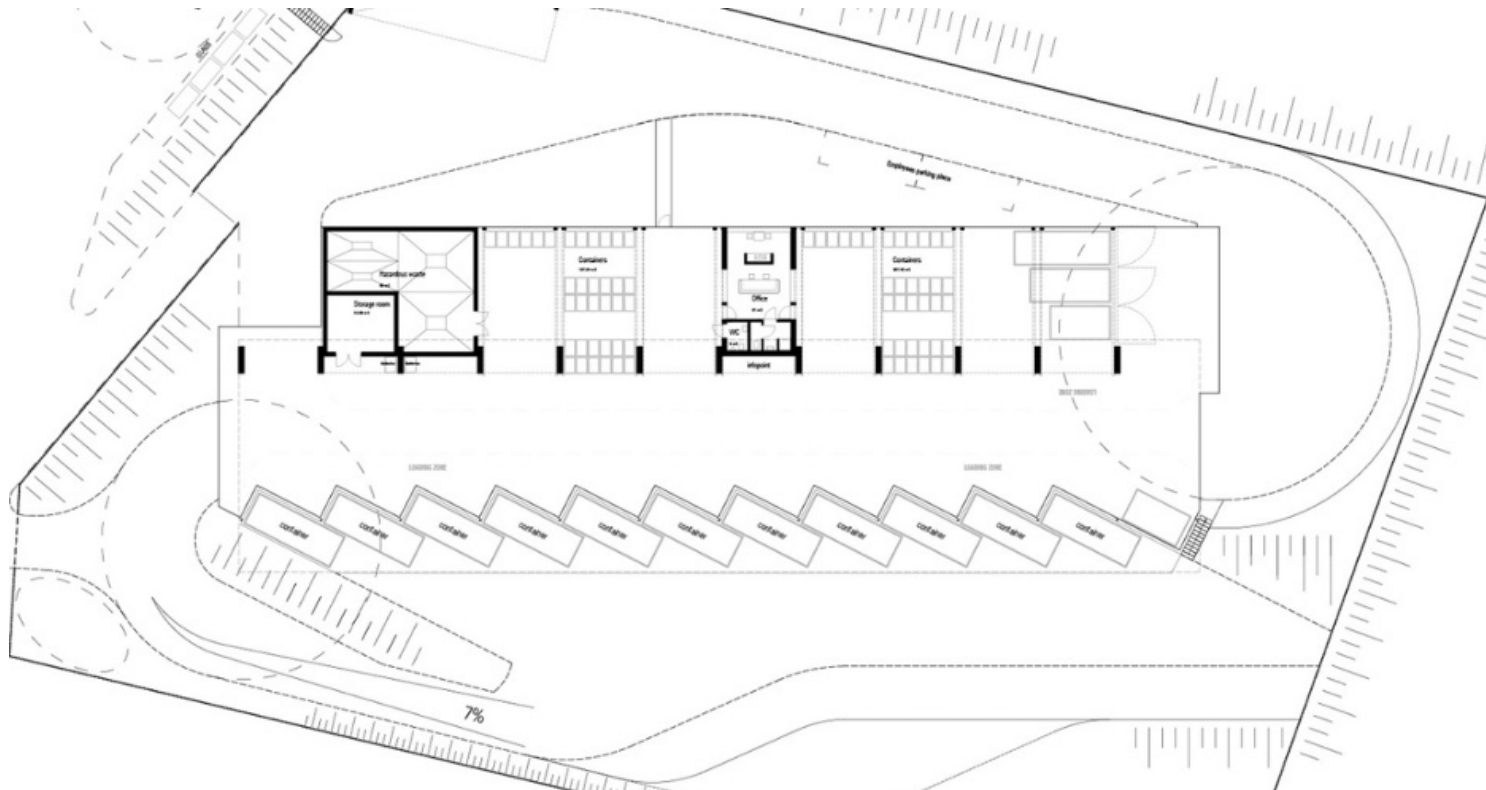 Employees parking place
Containers
Containers
Hazardous waste
Storage room
Office
WC
infopoint
LOADING ZONE
LOADING ZONE
container
container
container
container
container
container
container
container
container
container
container
7%